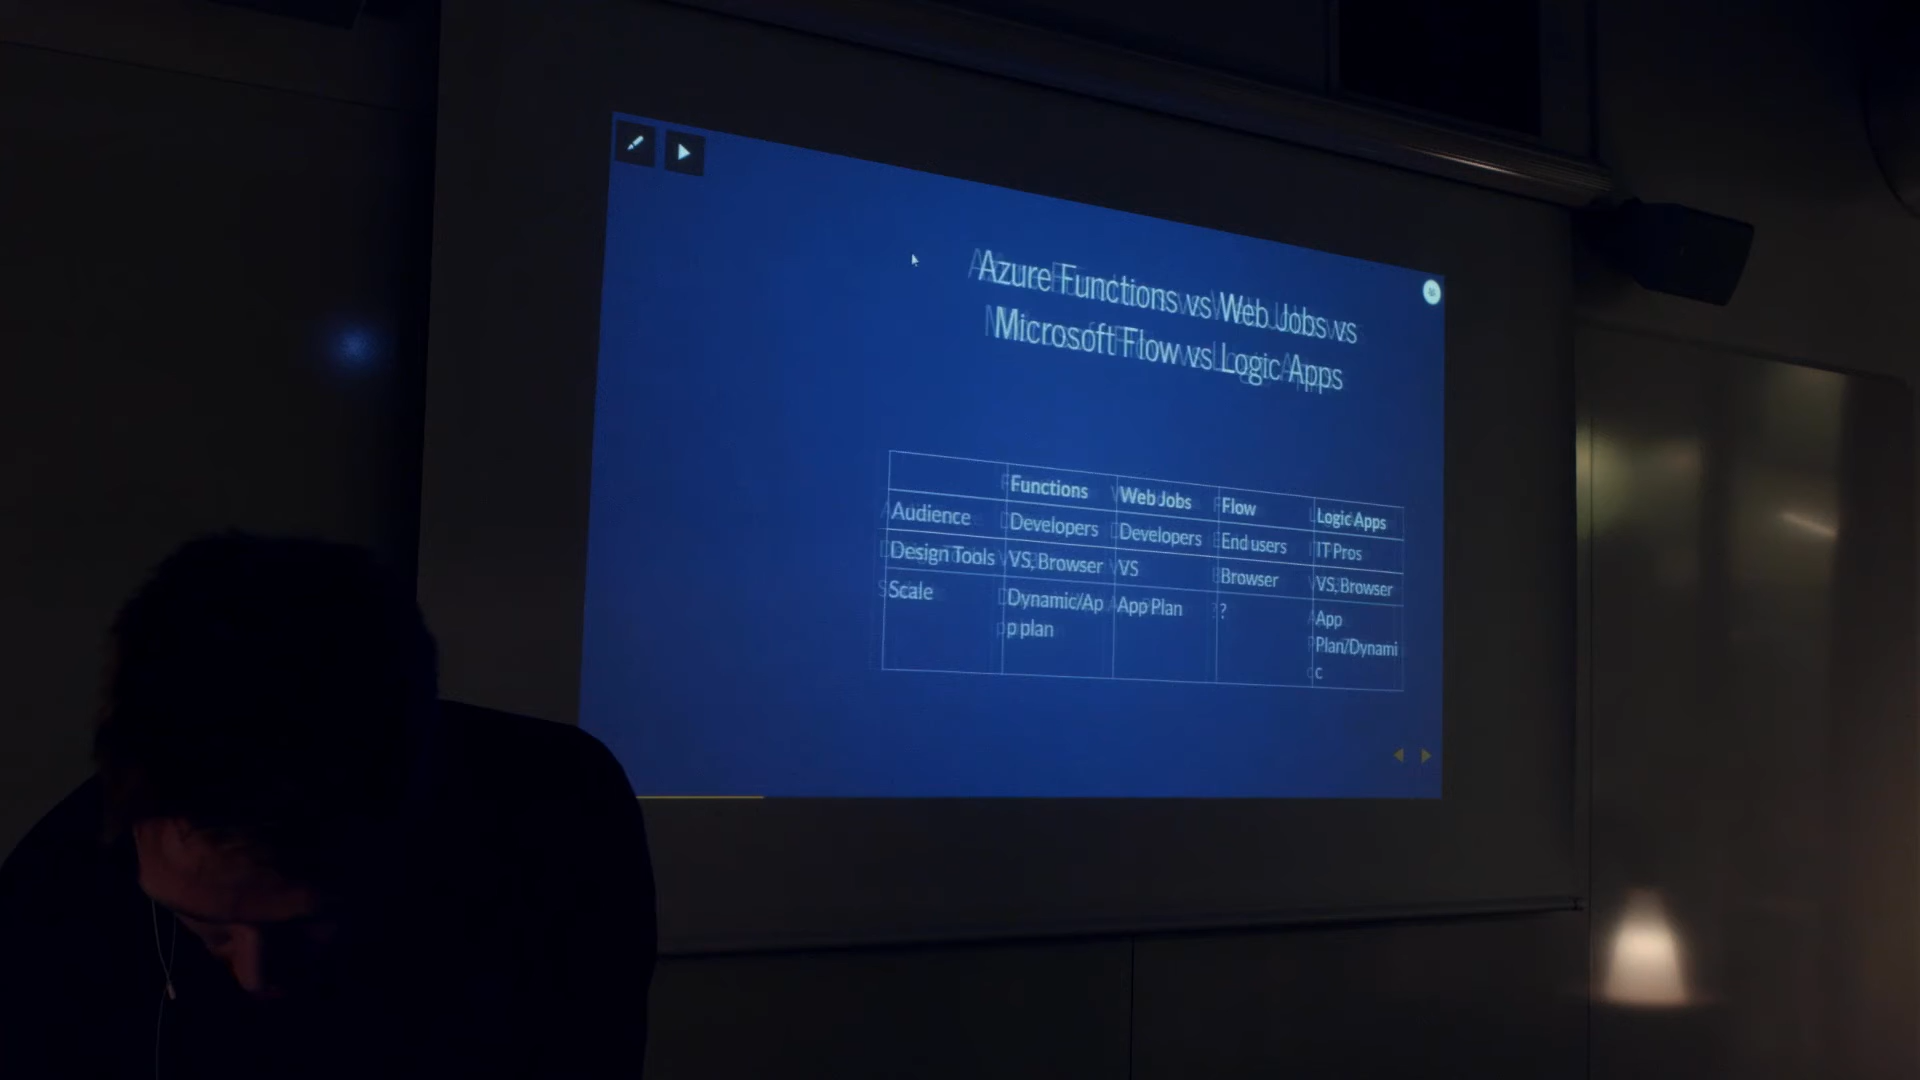 Azure Functions vs Web Jobs vs
Microsoft Flow vs Logic Apps
Functions Web Jobs Flow Logic Apps
Audience Developers Developers End users IT Pros
Design Tools VS, Browser VS Browser VS, Browser
Scale Dynamic/Ap App Plan ? App
p plan Plan/Dynami
c